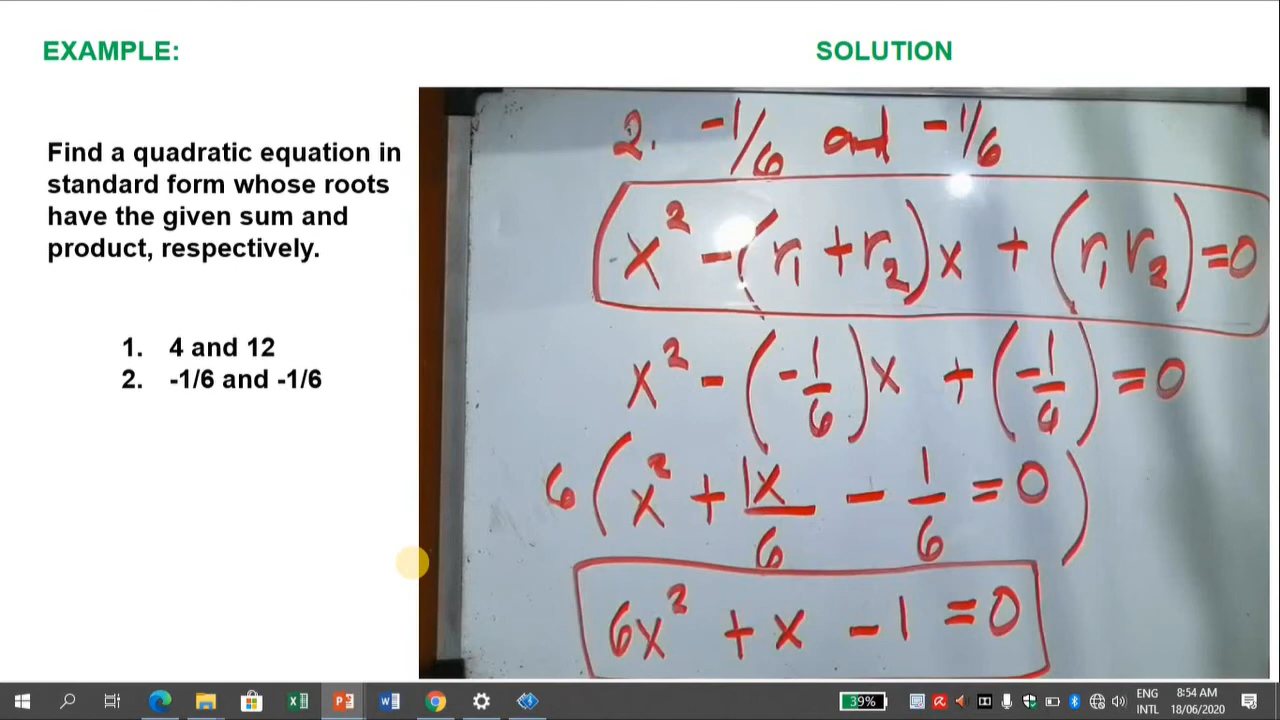 EXAMPLE:
SOLUTION
Find a quadratic equation in
standard form whose roots
have the given sum and
product, respectively.
1. 4 and 12
2. -1/6 and -1/6
2. -1/6 and -1/6
x² - (r₁ + r₂)x + (r₁ r₂) = 0
x² - (-1/6)x + (-1/6) = 0
6(x² + 1x/6 - 1/6 = 0)
6x² + x - 1 = 0
39%
ENG
INTL
8:54 AM
18/06/2020